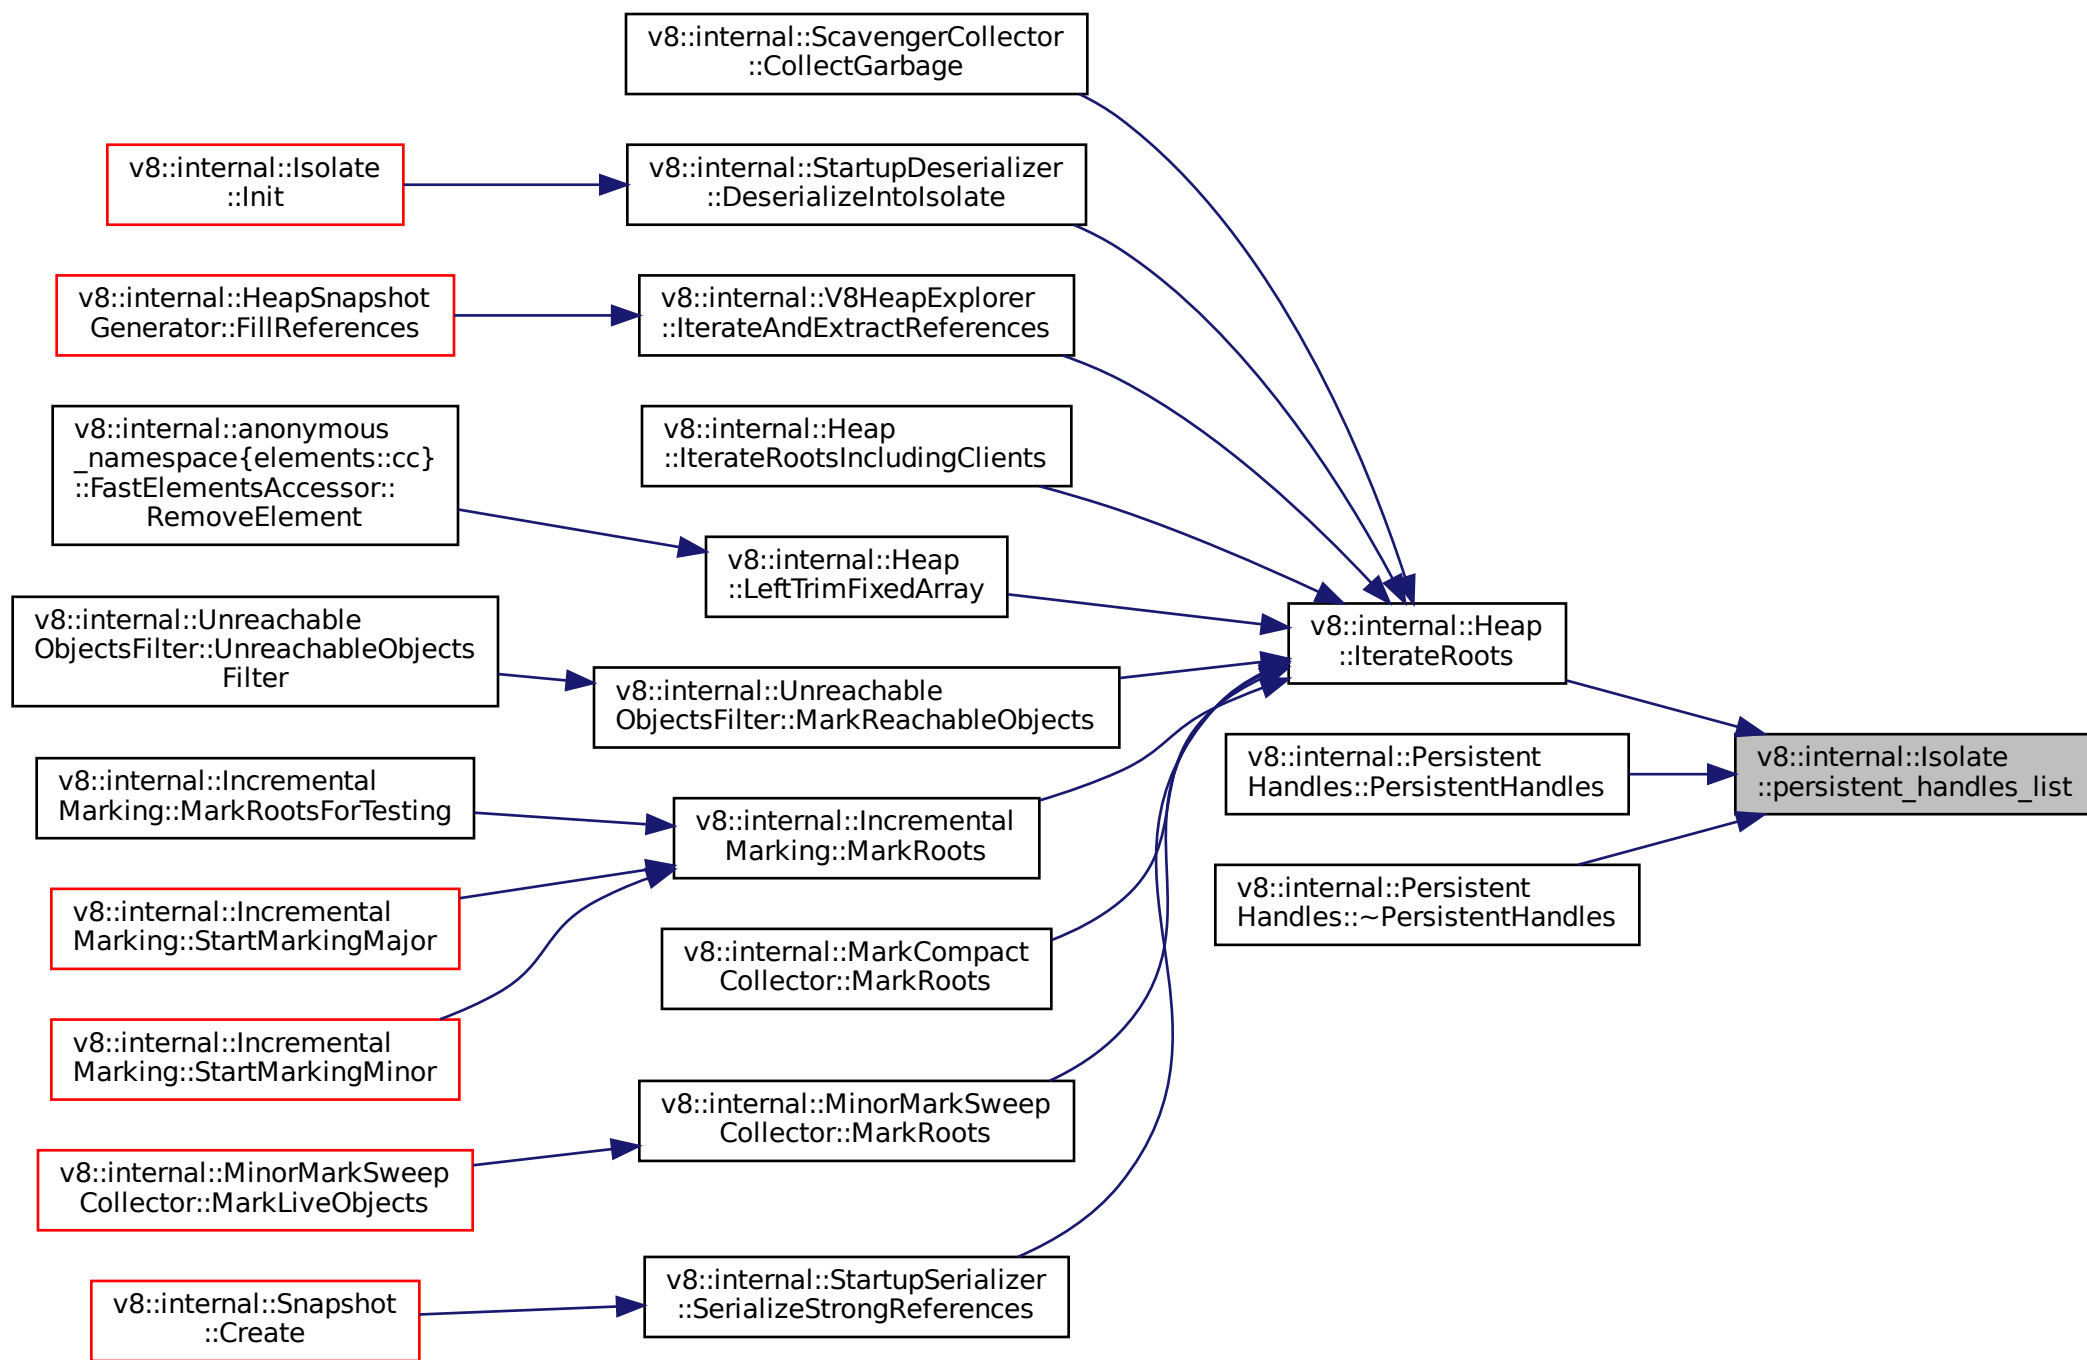 v8::internal::ScavengerCollector
::CollectGarbage
v8::internal::Isolate
::Init
v8::internal::StartupDeserializer
::DeserializeIntoIsolate
v8::internal::HeapSnapshot
Generator::FillReferences
v8::internal::V8HeapExplorer
::IterateAndExtractReferences
v8::internal::anonymous
_namespace{elements::cc}
::FastElementsAccessor::
RemoveElement
v8::internal::Heap
::IterateRootsIncludingClients
v8::internal::Heap
::LeftTrimFixedArray
v8::internal::Unreachable
ObjectsFilter::UnreachableObjects
Filter
v8::internal::Unreachable
ObjectsFilter::MarkReachableObjects
v8::internal::Heap
::IterateRoots
v8::internal::Persistent
Handles::PersistentHandles
v8::internal::Isolate
::persistent_handles_list
v8::internal::Incremental
Marking::MarkRootsForTesting
v8::internal::Incremental
Marking::MarkRoots
v8::internal::Persistent
Handles::~PersistentHandles
v8::internal::Incremental
Marking::StartMarkingMajor
v8::internal::MarkCompact
Collector::MarkRoots
v8::internal::Incremental
Marking::StartMarkingMinor
v8::internal::MinorMarkSweep
Collector::MarkRoots
v8::internal::MinorMarkSweep
Collector::MarkLiveObjects
v8::internal::StartupSerializer
::SerializeStrongReferences
v8::internal::Snapshot
::Create